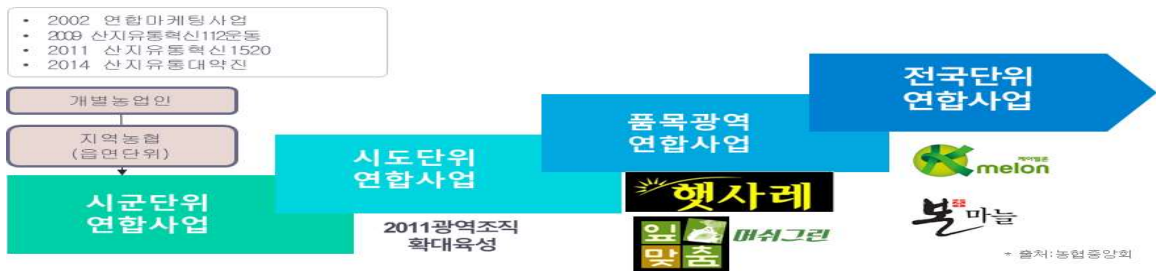 • 2002 연합마케팅사업
• 2009 산지유통혁신112운동
• 2011 산지유통혁신1520
• 2014 산지유통대약진
개별농업인
지역농협
(읍면단위)
시군단위
연합사업
시도단위
연합사업
2011광역조직
확대육성
품목광역
연합사업
햇사레
잎
맞춤
머쉬그린
전국단위
연합사업
케이멜론
melon
본마늘
* 출처:농협중앙회